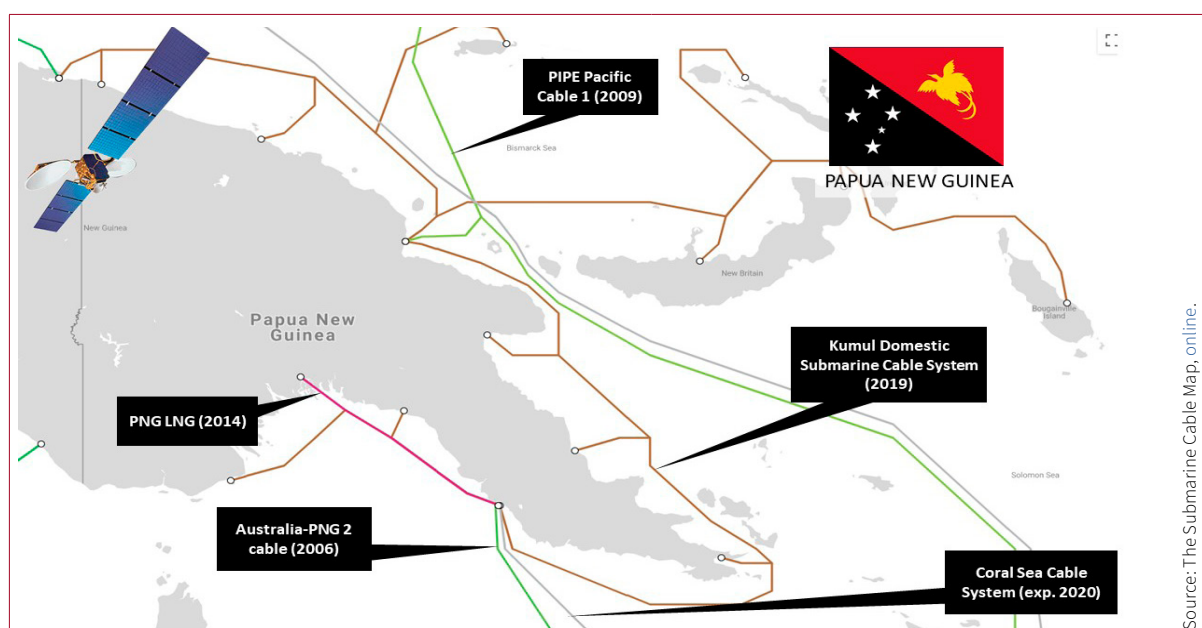 PIPE Pacific
Cable 1 (2009)
Bismarck Sea
PAPUA NEW GUINEA
New Guinea
New Britain
Bougainville
Island
Papua New
Guinea
Kumul Domestic
Submarine Cable System
(2019)
PNG LNG (2014)
Solomon Sea
Australia-PNG 2
cable (2006)
Coral Sea Cable
System (exp. 2020)
Source: The Submarine Cable Map, online.